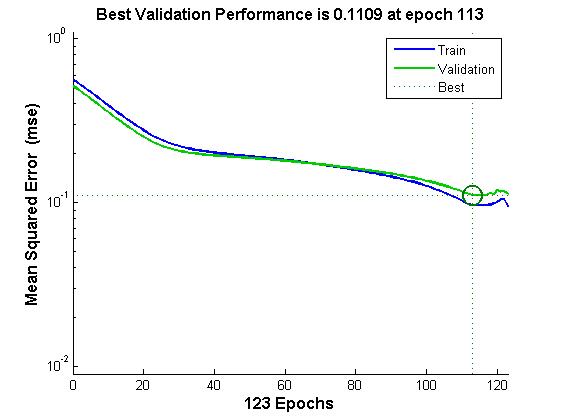 Best Validation Performance is 0.1109 at epoch 113
Train
Validation
Best
Mean Squared Error (mse)
10^0
10^-1
10^-2
0 20 40 60 80 100 120
123 Epochs